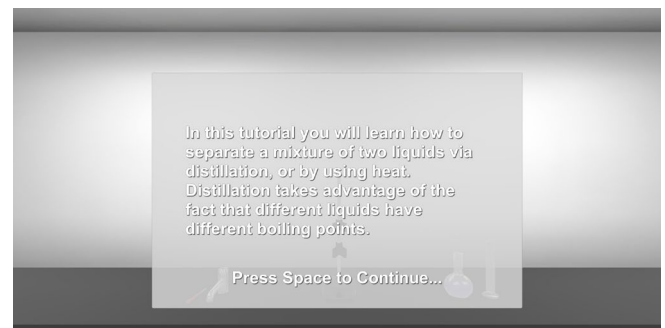 In this tutorial you will learn how to
separate a mixture of two liquids via
distillation, or by using heat.
Distillation takes advantage of the
fact that different liquids have
different boiling points.
Press Space to Continue...